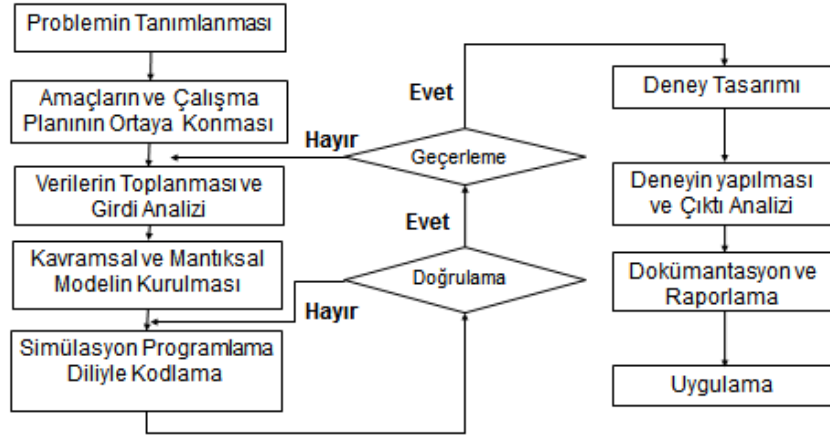 Problemin Tanımlanması
Amaçların ve Çalışma
Planının Ortaya Konması
Verilerin Toplanması ve
Girdi Analizi
Kavramsal ve Mantıksal
Modelin Kurulması
Simülasyon Programlama
Diliyle Kodlama
Doğrulama
Hayır
Evet
Geçerleme
Hayır
Evet
Deney Tasarımı
Deneyin yapılması
ve Çıktı Analizi
Dokümantasyon ve
Raporlama
Uygulama